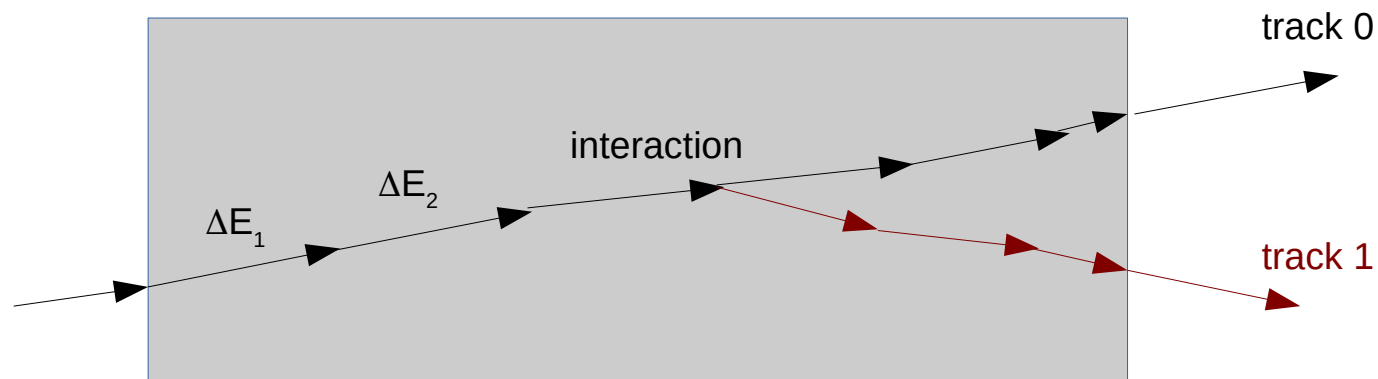 track 0
interaction
ΔE₂
ΔE₁
track 1